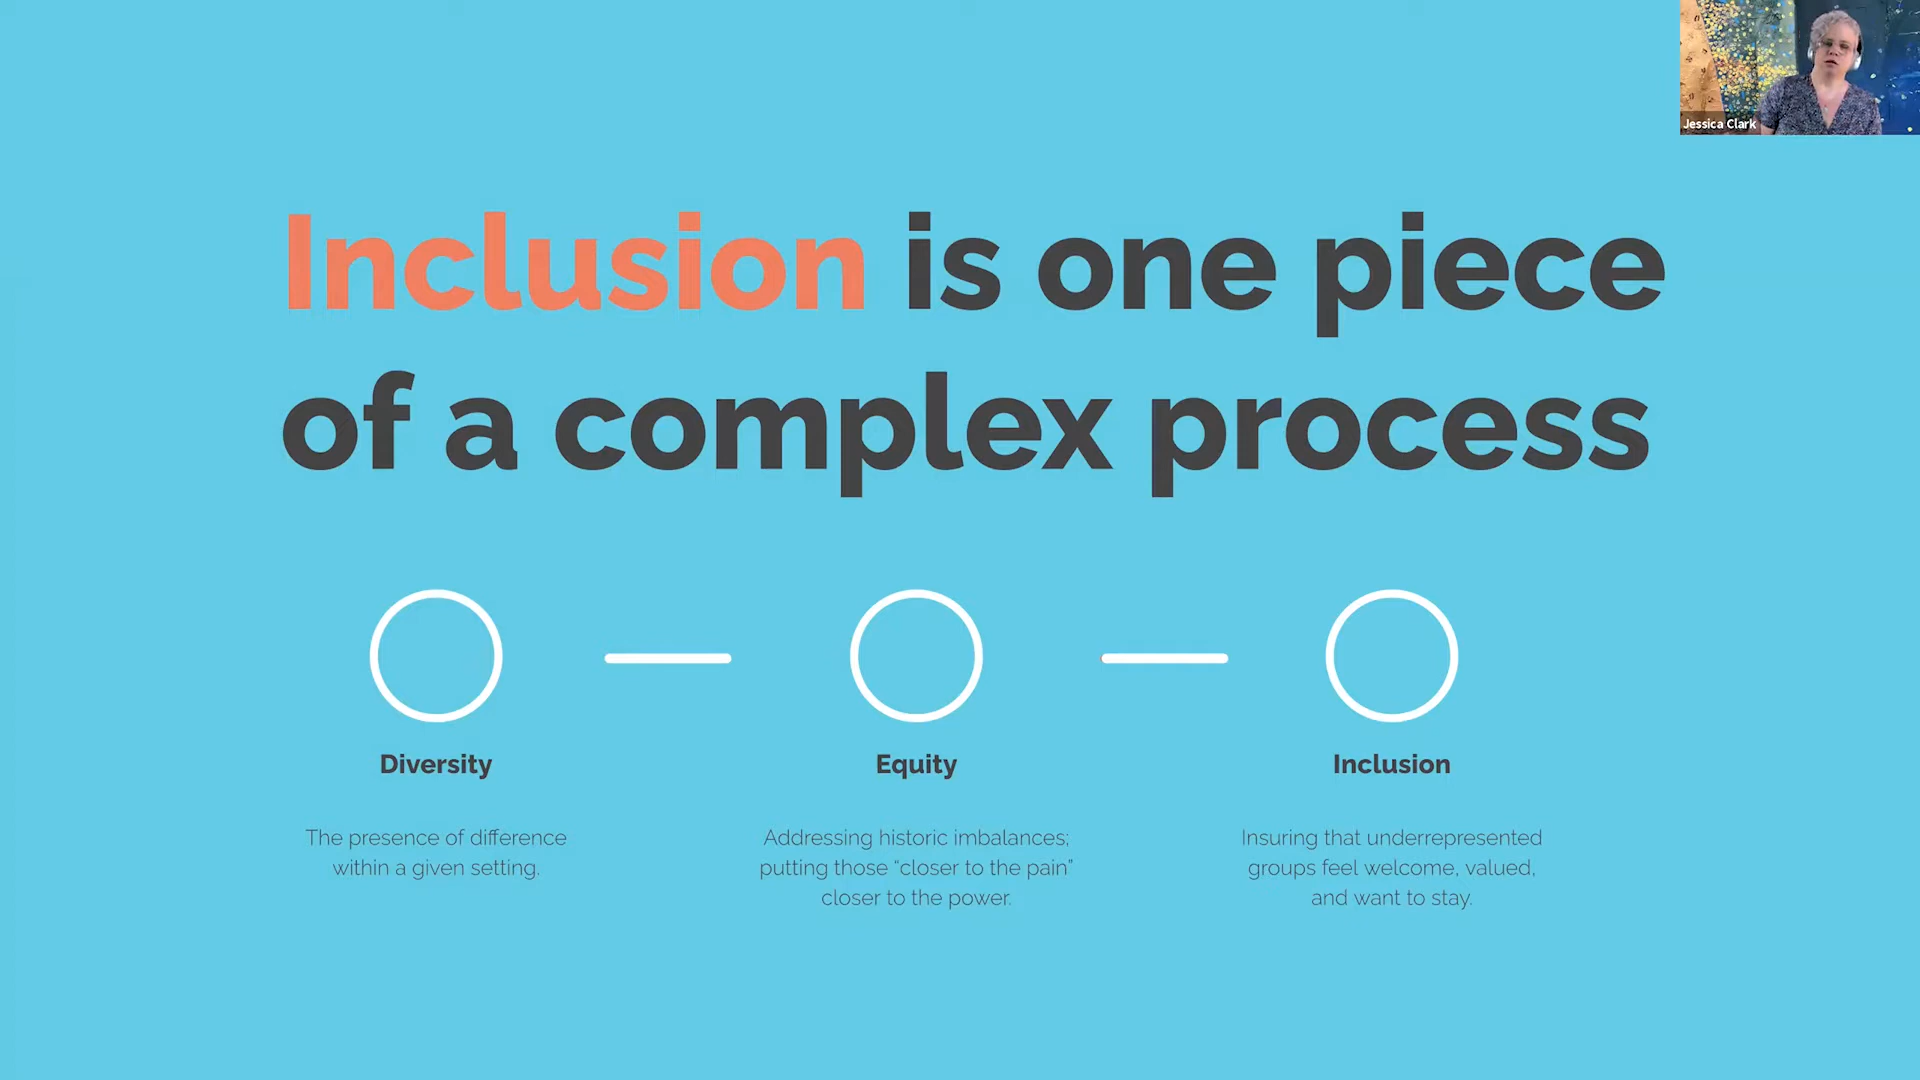 Jessica Clark
Inclusion is one piece
of a complex process
Diversity
The presence of difference
within a given setting.
Equity
Addressing historic imbalances;
putting those “closer to the pain”
closer to the power.
Inclusion
Insuring that underrepresented
groups feel welcome, valued,
and want to stay.